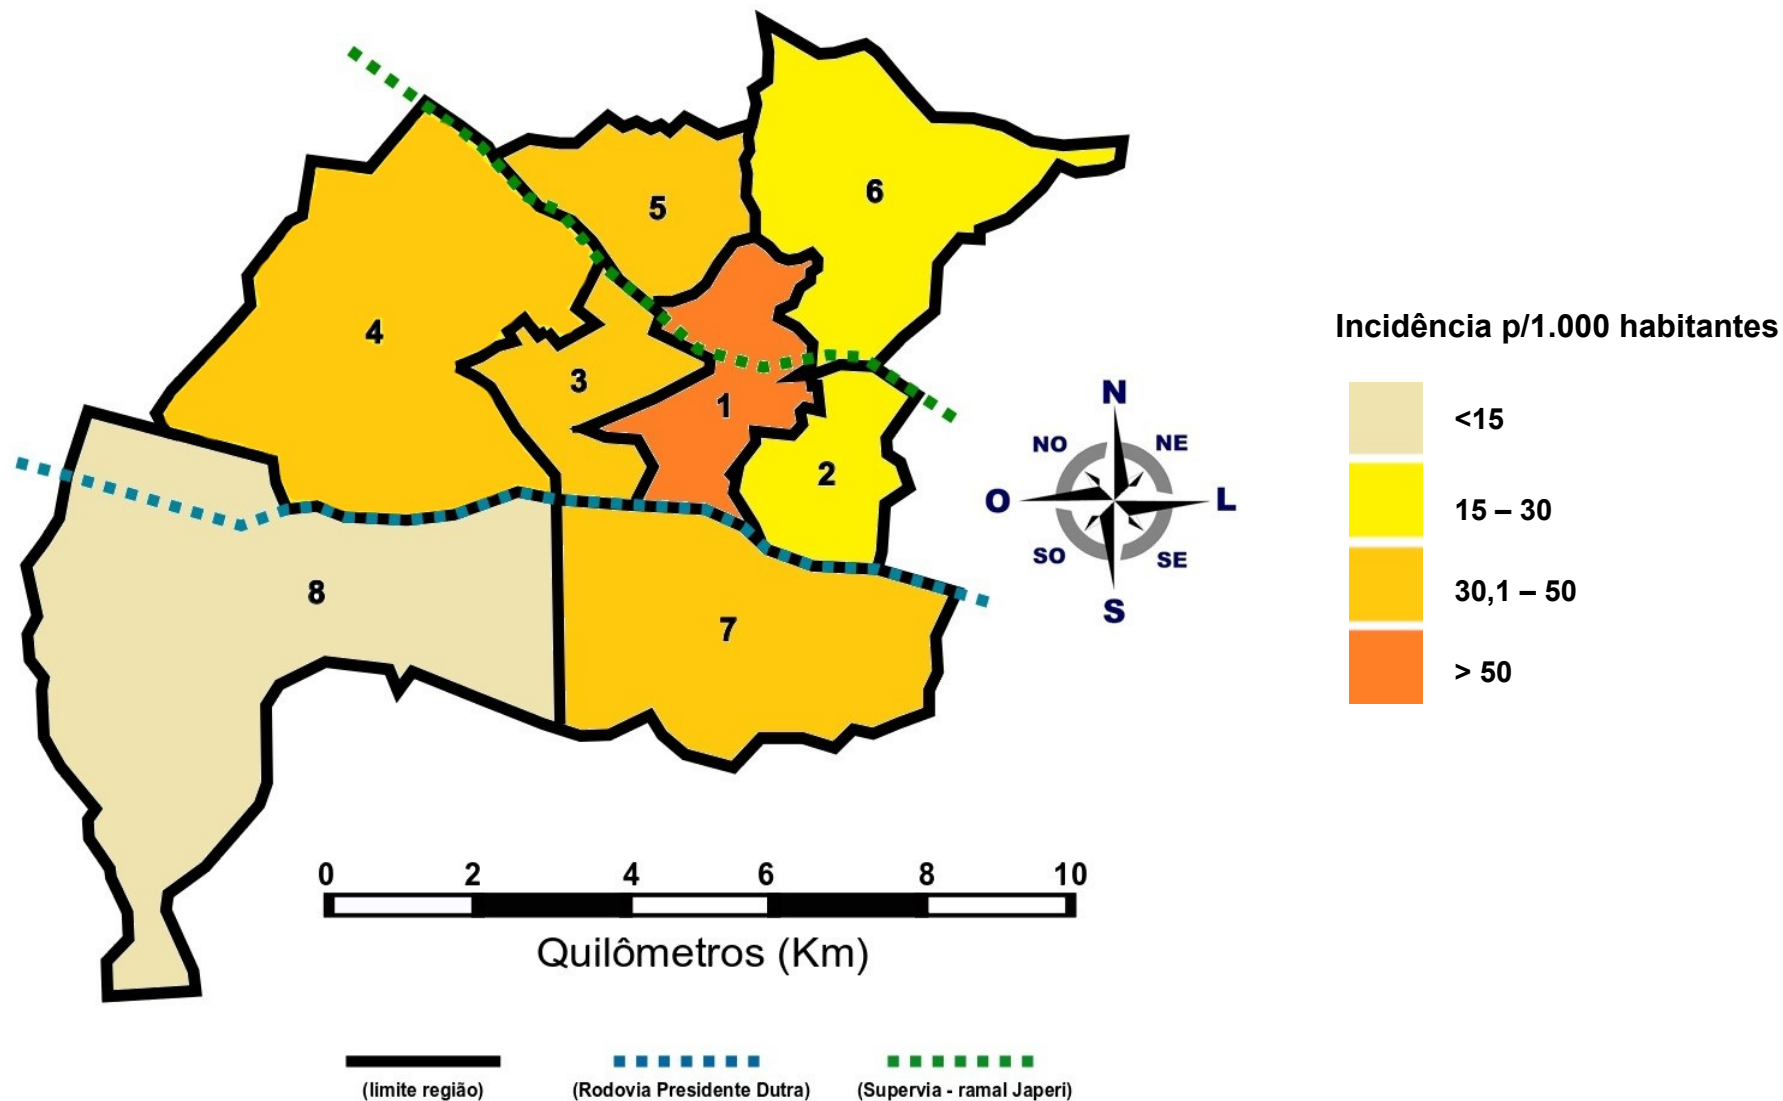 6
5
4
3
1
2
8
7
Incidência p/1.000 habitantes
<15
15 – 30
30,1 – 50
> 50
N
NO
NE
O
L
SO
SE
S
0 2 4 6 8 10
Quilômetros (Km)
(limite região) (Rodovia Presidente Dutra) (Supervia - ramal Japeri)